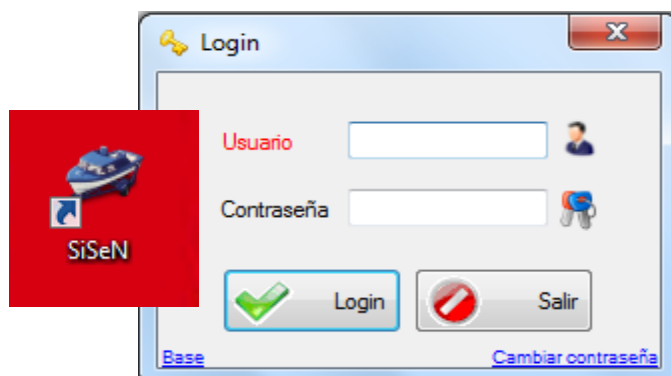 Login
Usuario
Contraseña
SiSeN
Login
Salir
Base
Cambiar contraseña